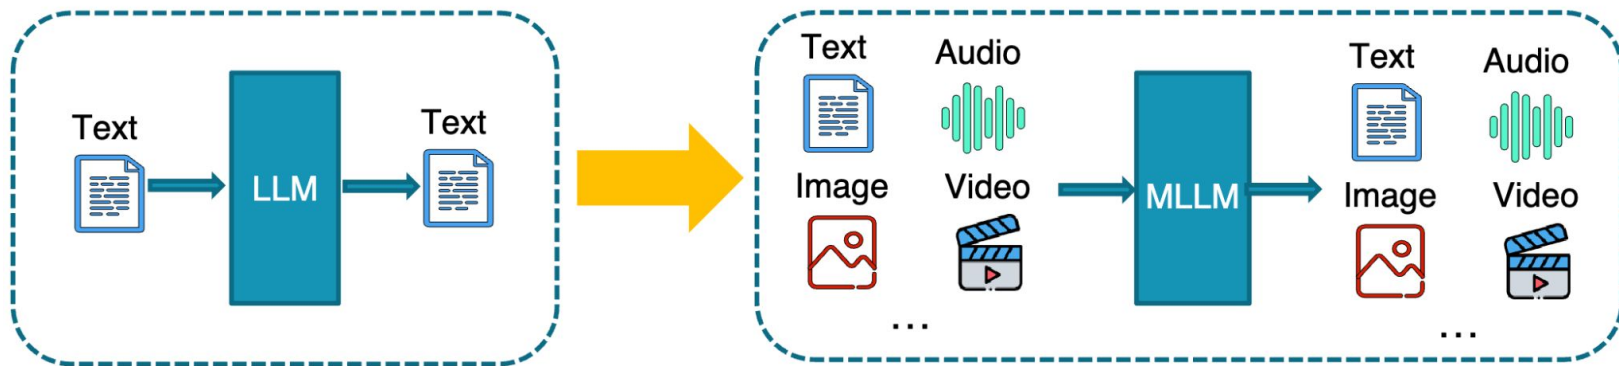 Text
LLM
Text
Text Audio
Image Video
...
MLLM
Text Audio
Image Video
...